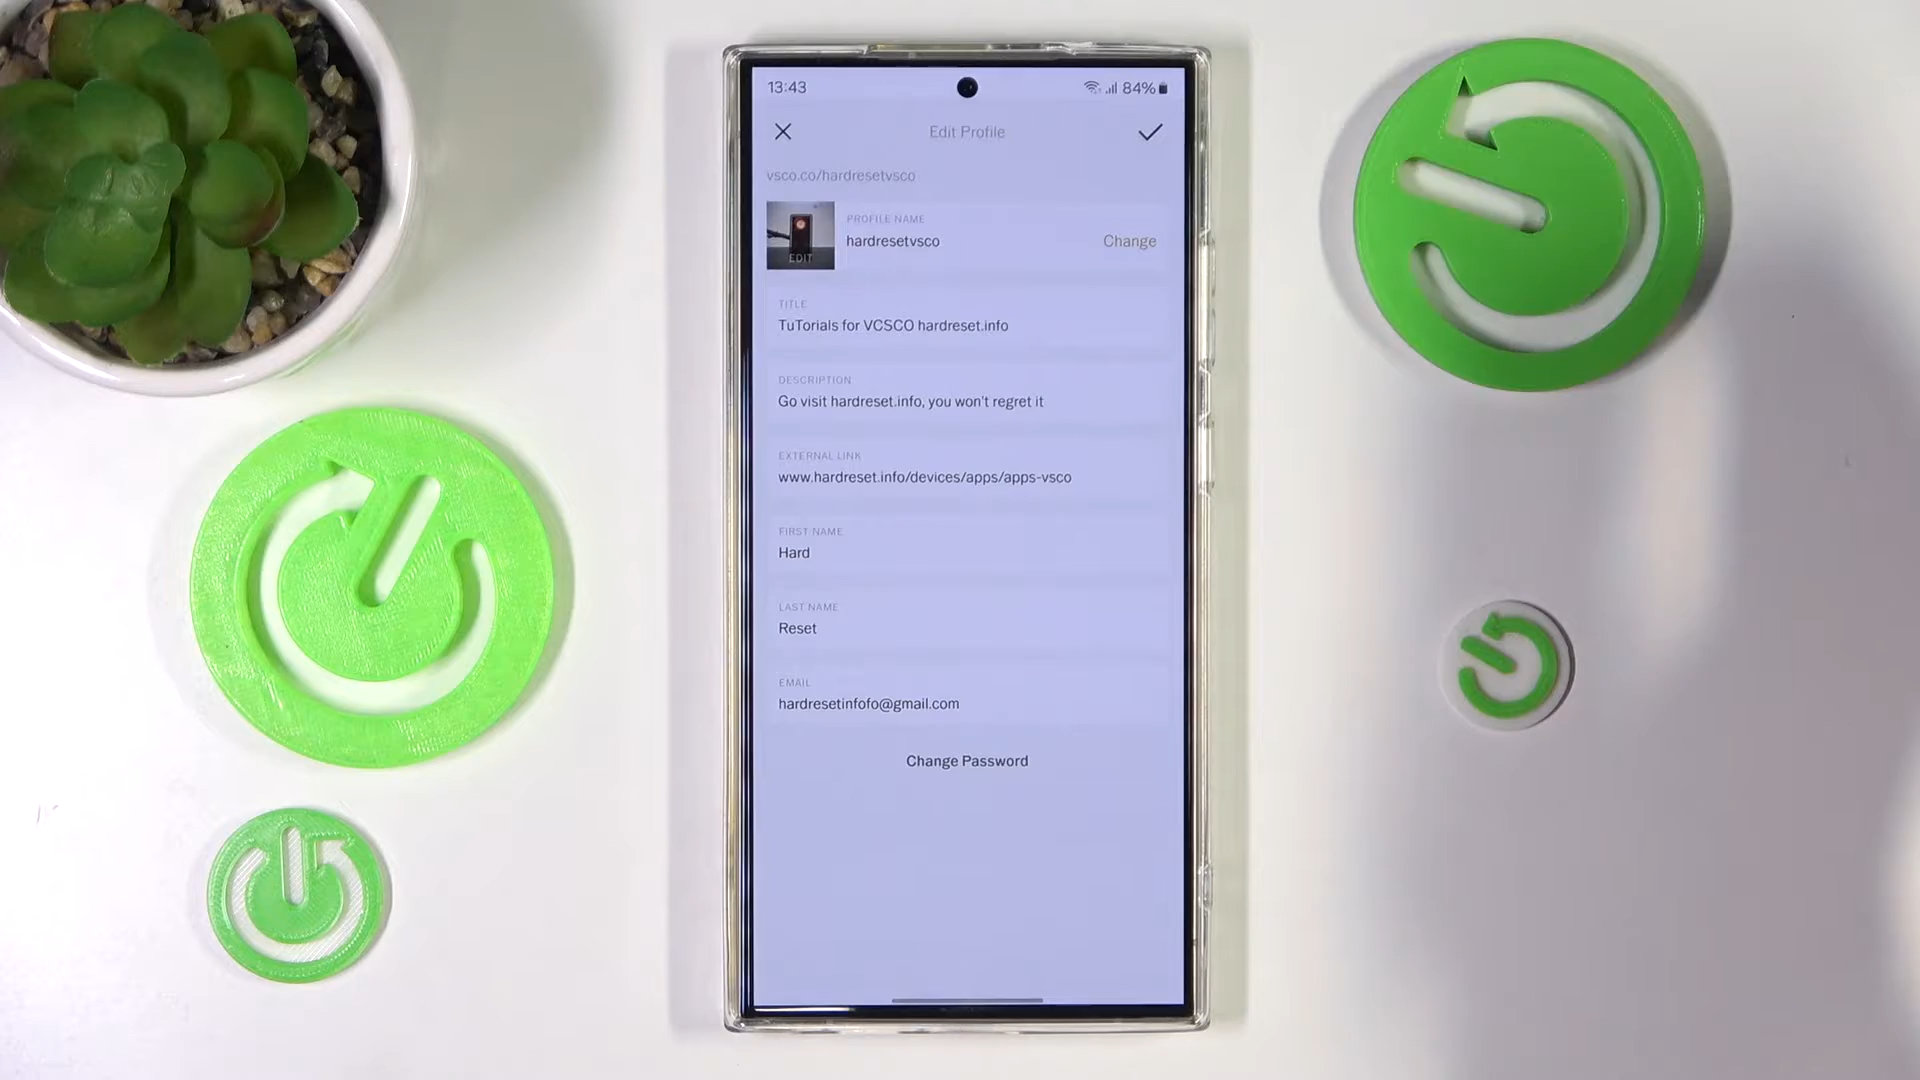 13:43
84%
Edit Profile
vsco.co/hardresetvsco
PROFILE NAME
hardresetvsco
Change
EDIT
TITLE
TuTorials for VCSCO hardreset.info
DESCRIPTION
Go visit hardreset.info, you won't regret it
EXTERNAL LINK
www.hardreset.info/devices/apps/apps-vsco
FIRST NAME
Hard
LAST NAME
Reset
EMAIL
hardresetinfofo@gmail.com
Change Password